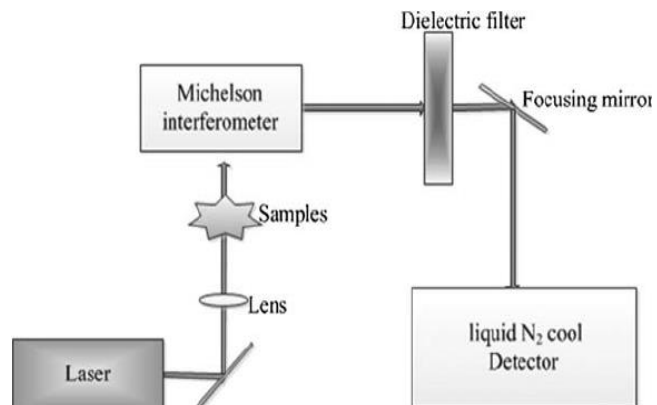 Dielectric filter
Michelson
interferometer
Focusing mirror
Samples
Lens
liquid N₂ cool
Detector
Laser